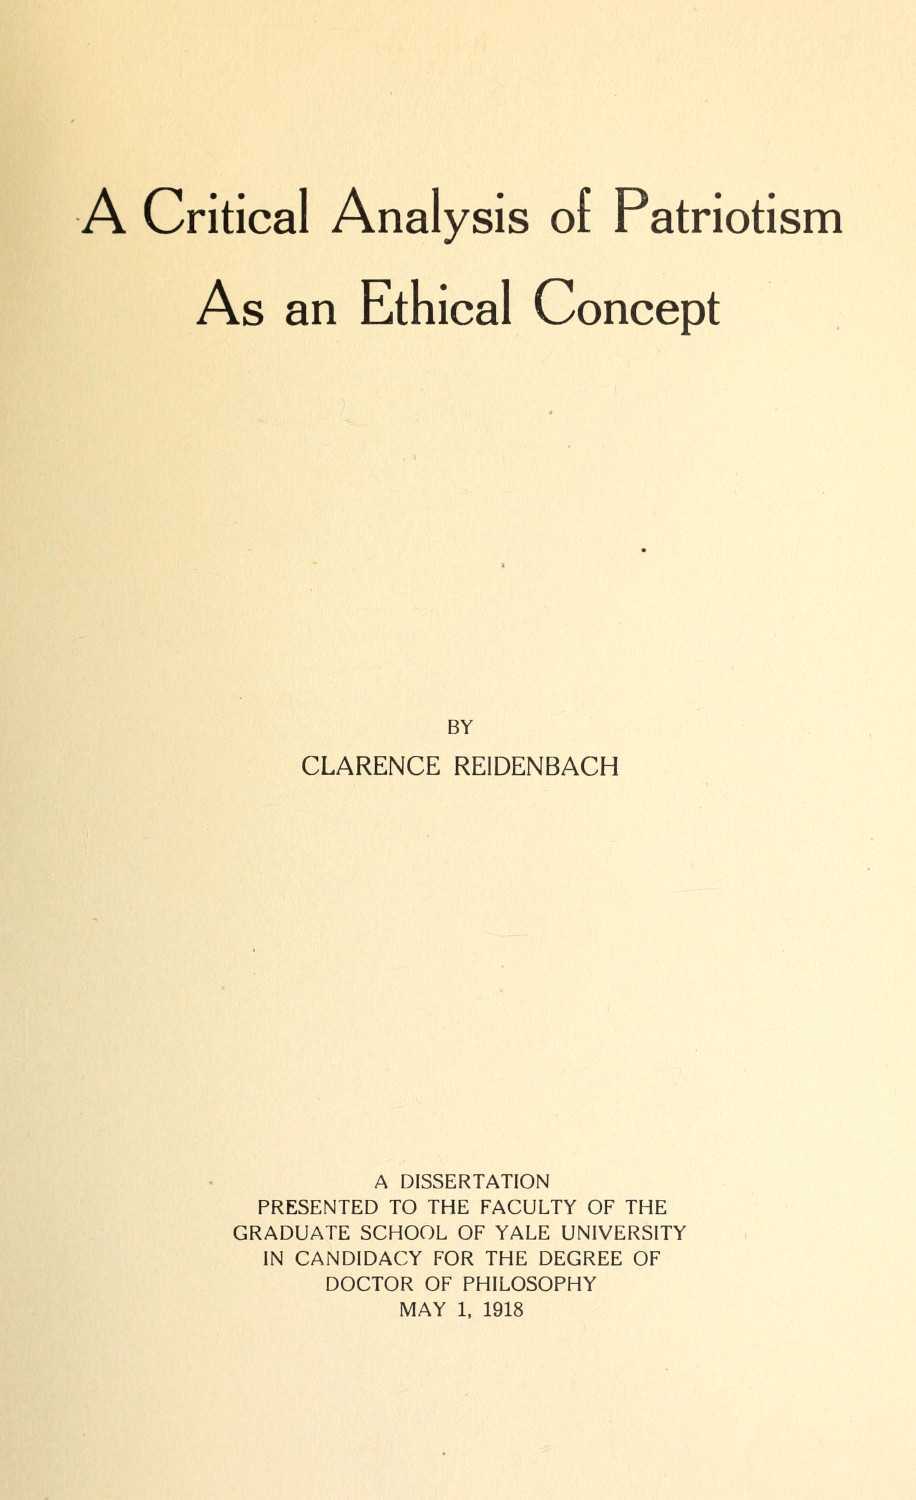 A Critical Analysis of Patriotism
As an Ethical Concept
BY
CLARENCE REIDENBACH
A DISSERTATION
PRESENTED TO THE FACULTY OF THE
GRADUATE SCHOOL OF YALE UNIVERSITY
IN CANDIDACY FOR THE DEGREE OF
DOCTOR OF PHILOSOPHY
MAY 1, 1918